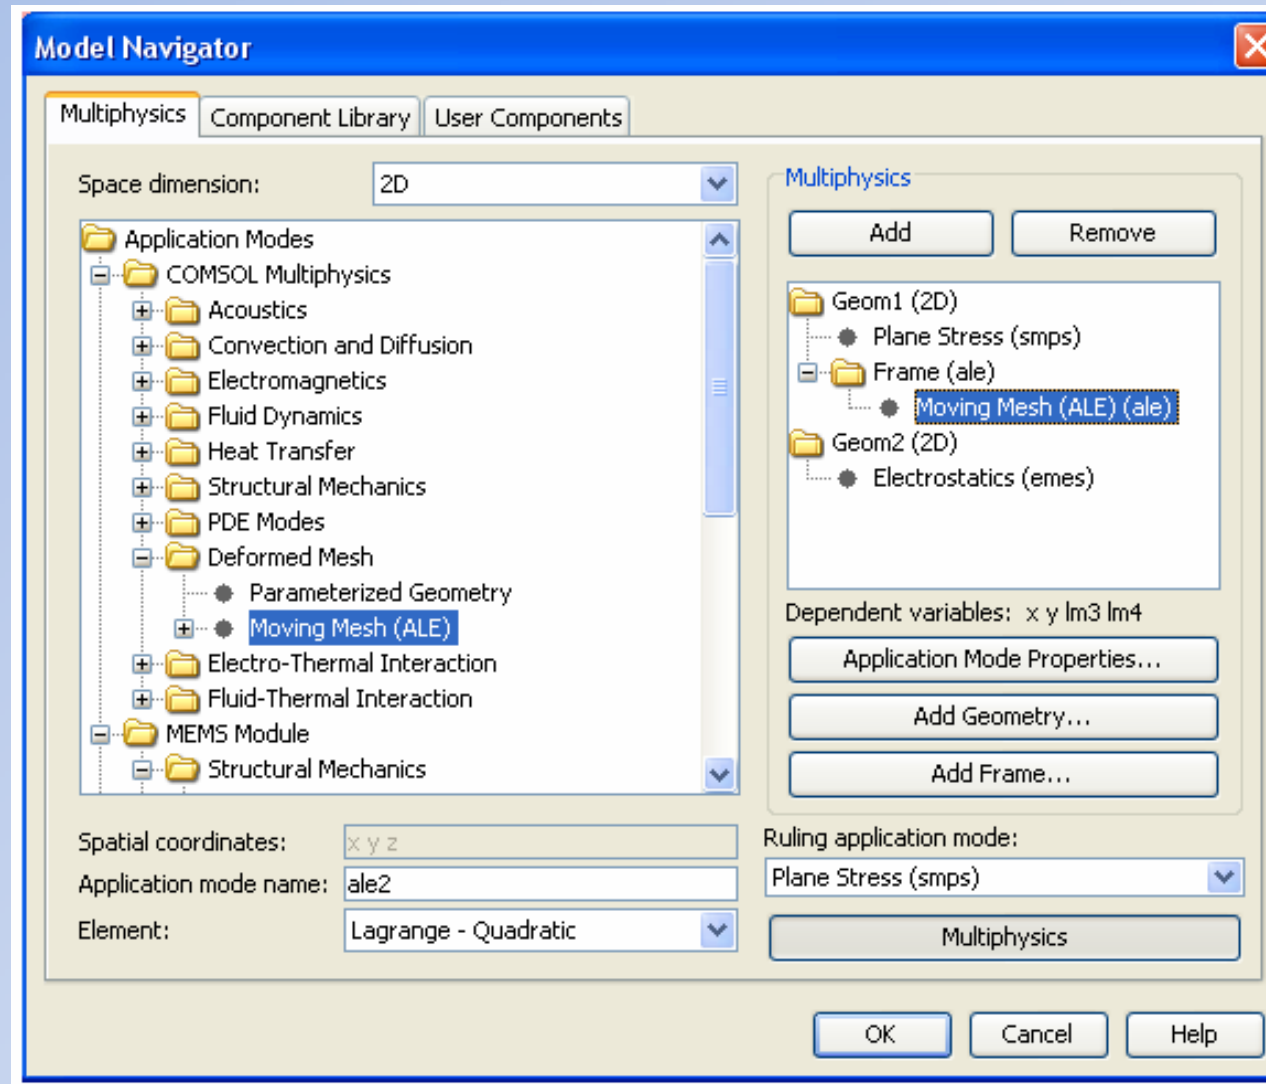 Model Navigator
Multiphysics
Component Library
User Components
Space dimension:
2D
Application Modes
COMSOL Multiphysics
Acoustics
Convection and Diffusion
Electromagnetics
Fluid Dynamics
Heat Transfer
Structural Mechanics
PDE Modes
Deformed Mesh
Parameterized Geometry
Moving Mesh (ALE)
Electro-Thermal Interaction
Fluid-Thermal Interaction
MEMS Module
Structural Mechanics
Spatial coordinates:
x y z
Application mode name:
ale2
Element:
Lagrange - Quadratic
Multiphysics
Add
Remove
Geom1 (2D)
Plane Stress (smps)
Frame (ale)
Moving Mesh (ALE) (ale)
Geom2 (2D)
Electrostatics (emes)
Dependent variables: x y lm3 lm4
Application Mode Properties...
Add Geometry...
Add Frame...
Ruling application mode:
Plane Stress (smps)
Multiphysics
OK
Cancel
Help